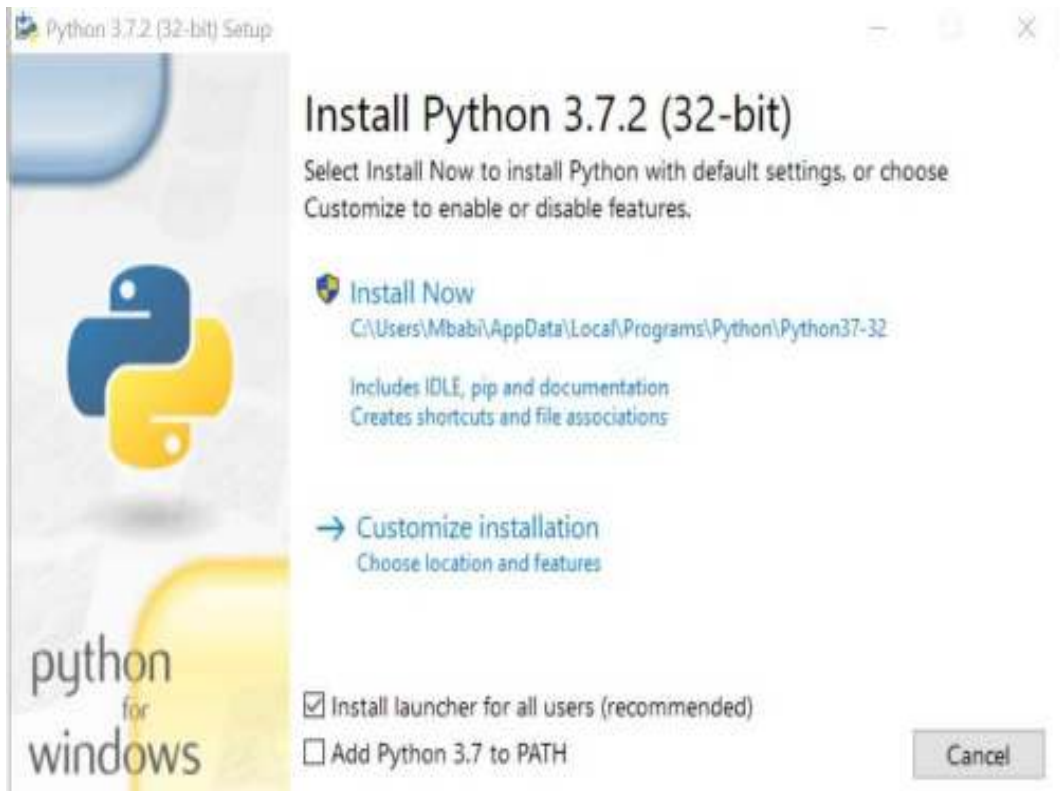 Python 3.7.2 (32-bit) Setup
Install Python 3.7.2 (32-bit)
Select Install Now to install Python with default settings, or choose
Customize to enable or disable features.
Install Now
C:\Users\Mbabi\AppData\Local\Programs\Python\Python37-32
Includes IDLE, pip and documentation
Creates shortcuts and file associations
Customize installation
Choose location and features
python
for
windows
Install launcher for all users (recommended)
Add Python 3.7 to PATH
Cancel